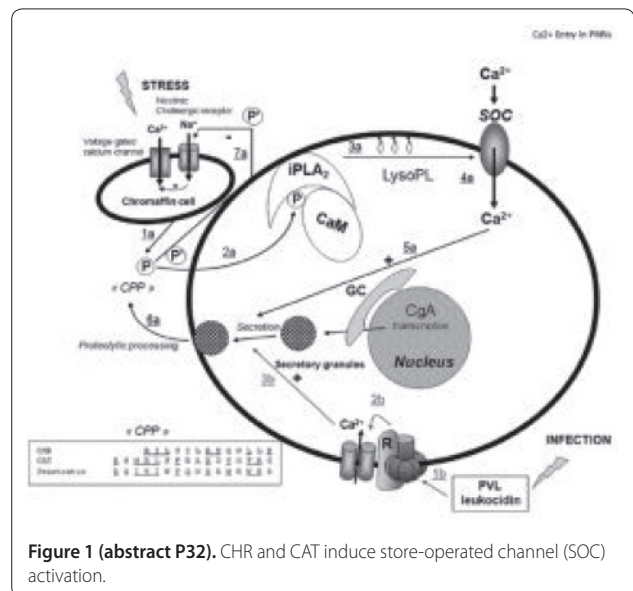 Ca2+ Entry in PMNs
STRESS
Nicotinic
Cholinergic receptor
Ca²⁺
Na⁺
Voltage-gated
calcium channel
Chromaffin cell
P'
7a
-
1a
P
P'
« CPP »
2a
iPLA₂
P
CaM
3a
LysoPL
4a
Ca²⁺
SOC
Ca²⁺
5a
+
GC
CgA
transcription
Nucleus
Secretion
6a
Proteolytic processing
Secretory granules
3b
+
2b
Ca²⁺
R
1b
INFECTION
PVL
leukocidin
« CPP »
CHR
CAT
Figure 1 (abstract P32). CHR and CAT induce store-operated channel (SOC)
activation.